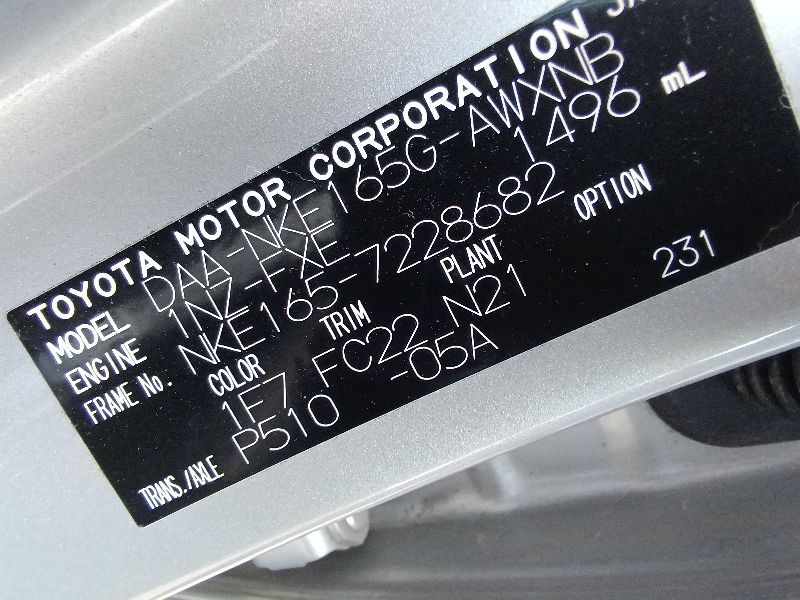 TOYOTA MOTOR CORPORATION
MODEL DAA-NKE165G-AWXNB
ENGINE 1NZ-FXE 1496 mL
FRAME No. NKE165-7228682
COLOR TRIM PLANT OPTION
1F7 FC22 N21 231
TRANS./AXLE P510 -05A